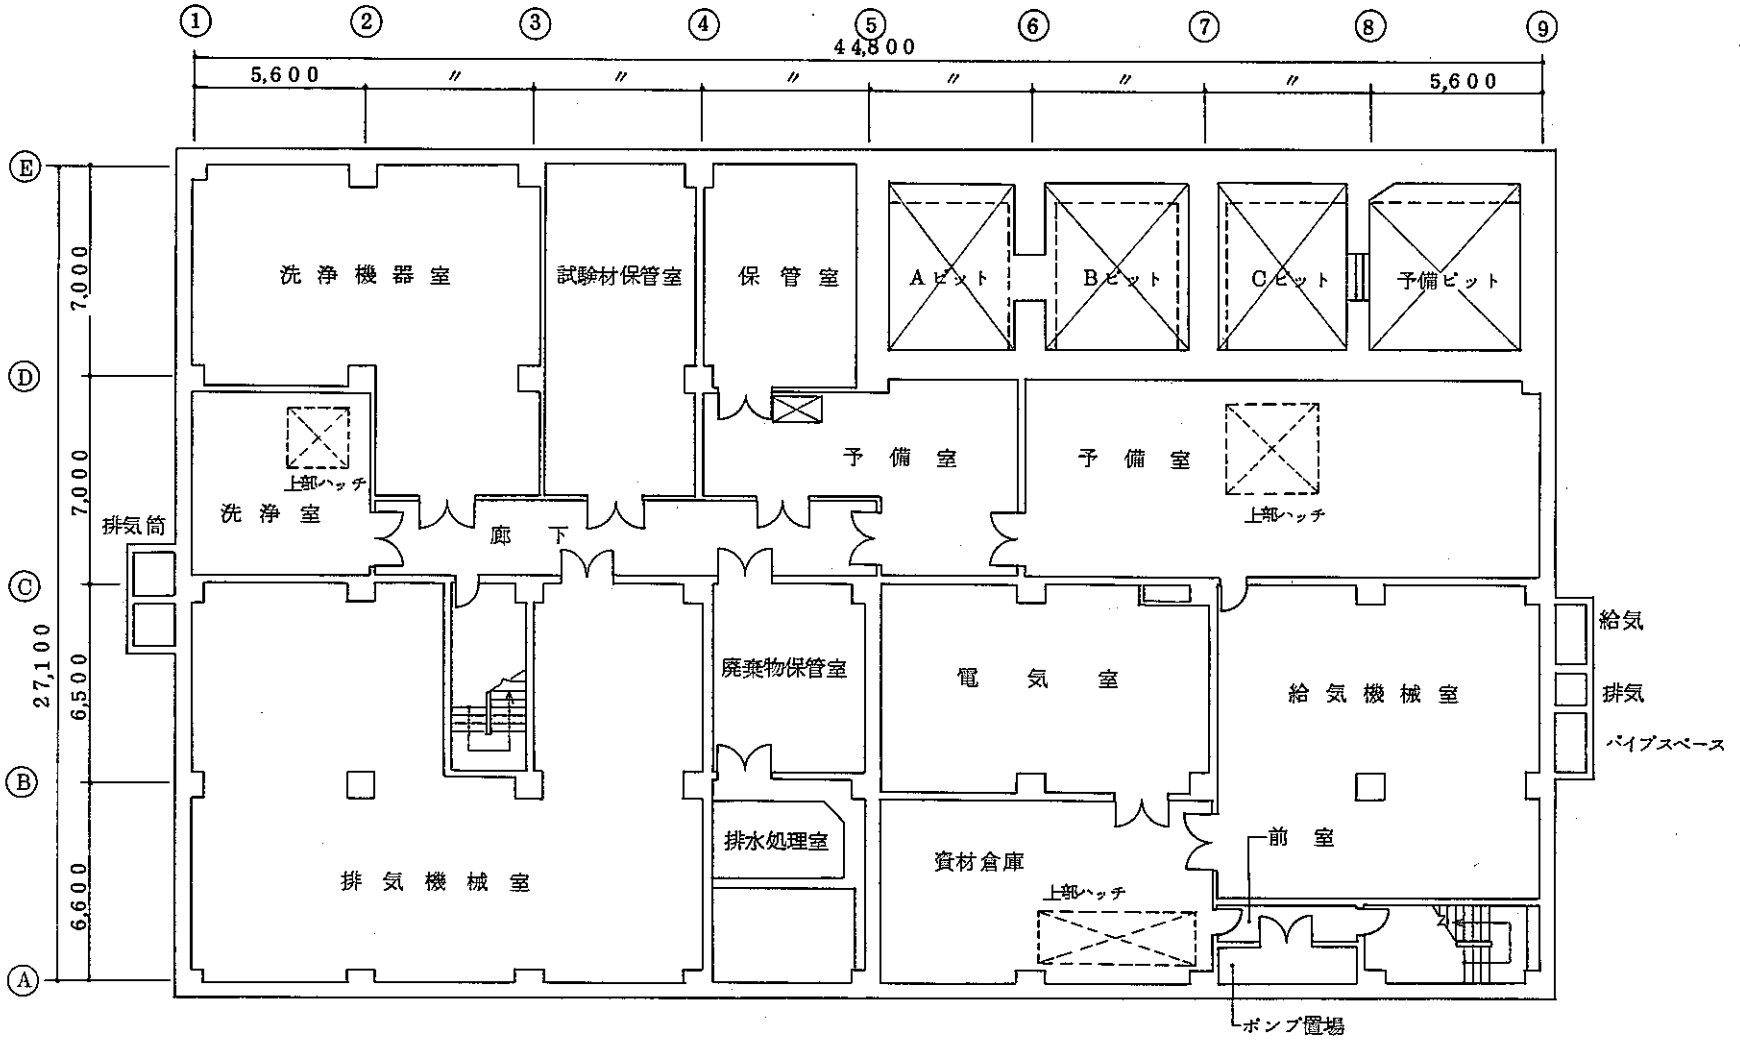 1 2 3 4 5 6 7 8 9
44,800
5,600 〃 〃 〃 〃 〃 〃 5,600
E
7,000
洗浄機器室
試験材保管室
保管室
Aピット
Bピット
Cピット
予備ピット
D
7,000
上部ハッチ
洗浄室
予備室
予備室
上部ハッチ
排気筒
廊下
C
27,100
6,500
廃棄物保管室
電気室
給気機械室
給気
排気
パイプスペース
B
6,600
排気機械室
排水処理室
資材倉庫
上部ハッチ
前室
A
ポンプ置場